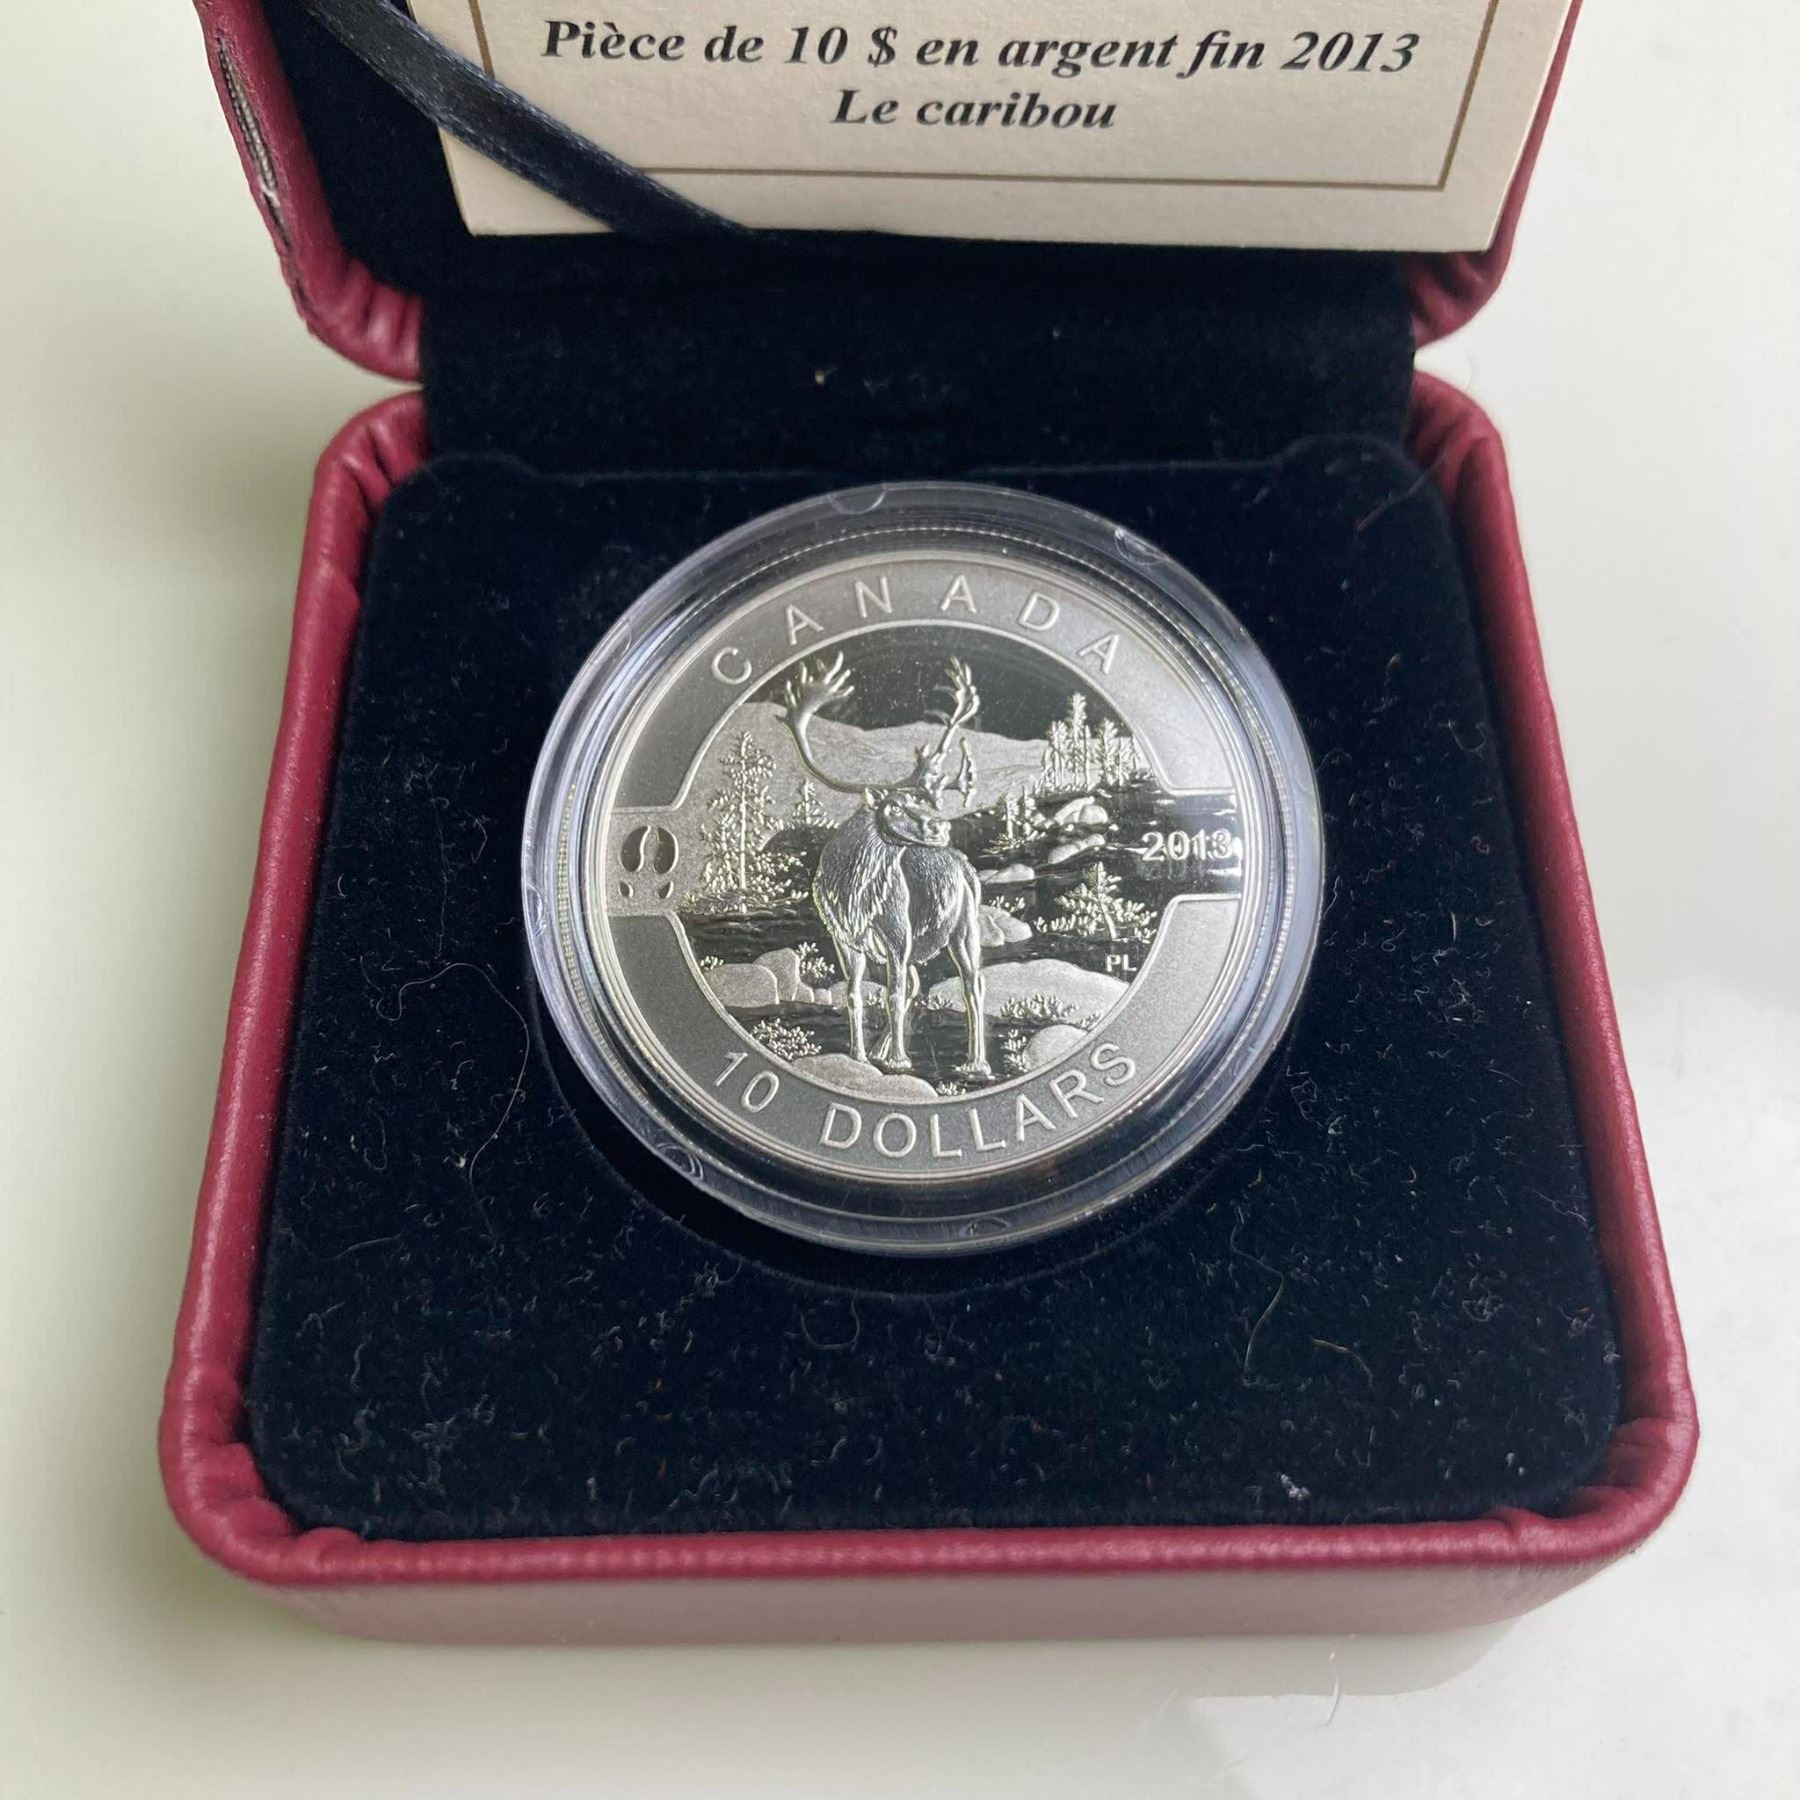 Pièce de 10 $ en argent fin 2013
Le caribou
CANADA
2013
PL
10 DOLLARS